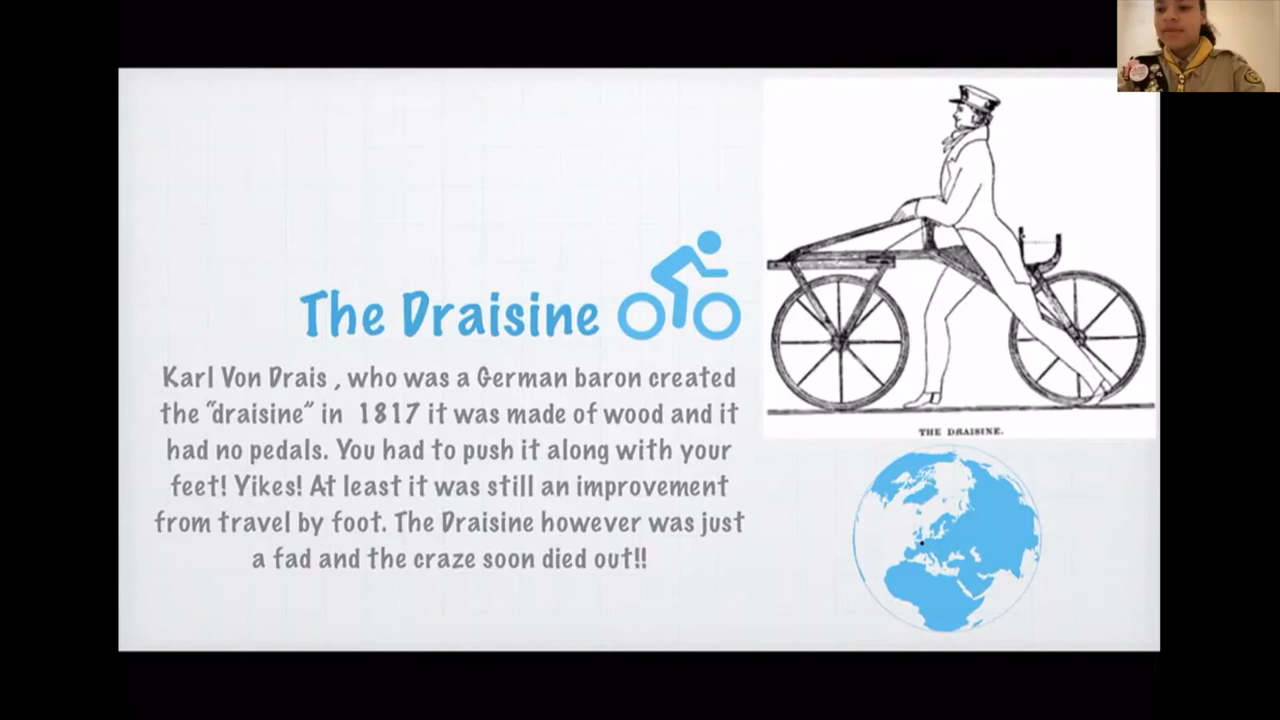 The Draisine
Karl Von Drais , who was a German baron created
the “draisine” in 1817 it was made of wood and it
had no pedals. You had to push it along with your
feet! Yikes! At least it was still an improvement
from travel by foot. The Draisine however was just
a fad and the craze soon died out!!
THE DRAISINE.